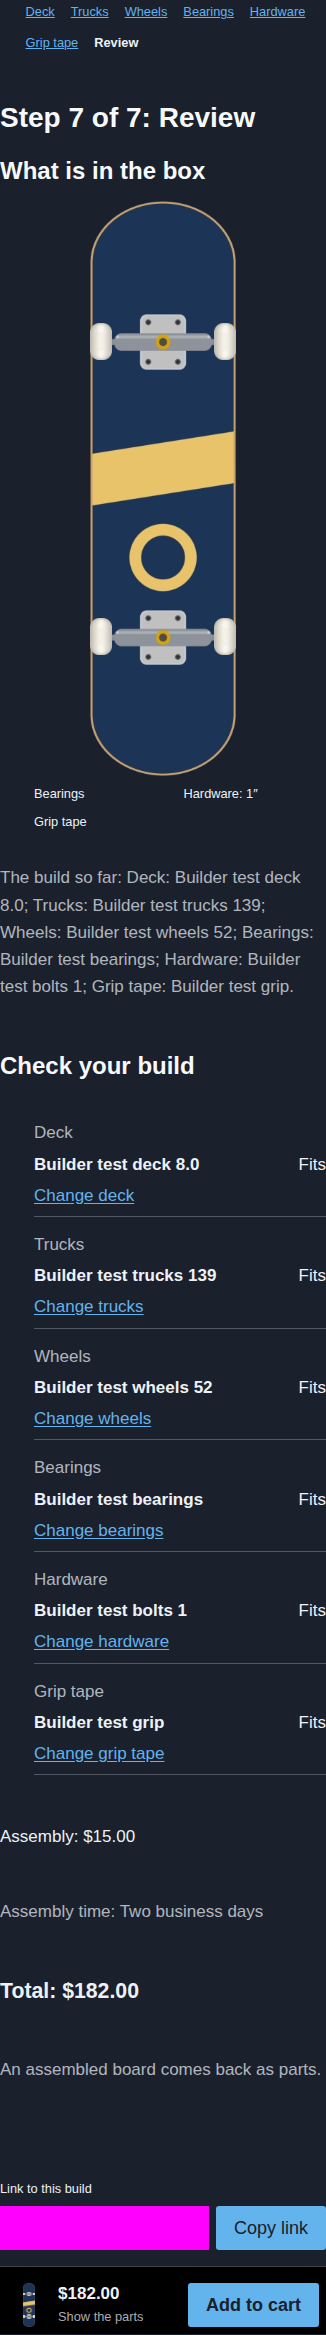 Deck Trucks Wheels Bearings Hardware
Grip tape Review
Step 7 of 7: Review
What is in the box
Bearings Hardware: 1″
Grip tape
The build so far: Deck: Builder test deck
8.0; Trucks: Builder test trucks 139;
Wheels: Builder test wheels 52; Bearings:
Builder test bearings; Hardware: Builder
test bolts 1; Grip tape: Builder test grip.
Check your build
Deck
Builder test deck 8.0 Fits
Change deck
Trucks
Builder test trucks 139 Fits
Change trucks
Wheels
Builder test wheels 52 Fits
Change wheels
Bearings
Builder test bearings Fits
Change bearings
Hardware
Builder test bolts 1 Fits
Change hardware
Grip tape
Builder test grip Fits
Change grip tape
Assembly: $15.00
Assembly time: Two business days
Total: $182.00
An assembled board comes back as parts.
Link to this build
Copy link
$182.00
Show the parts
Add to cart